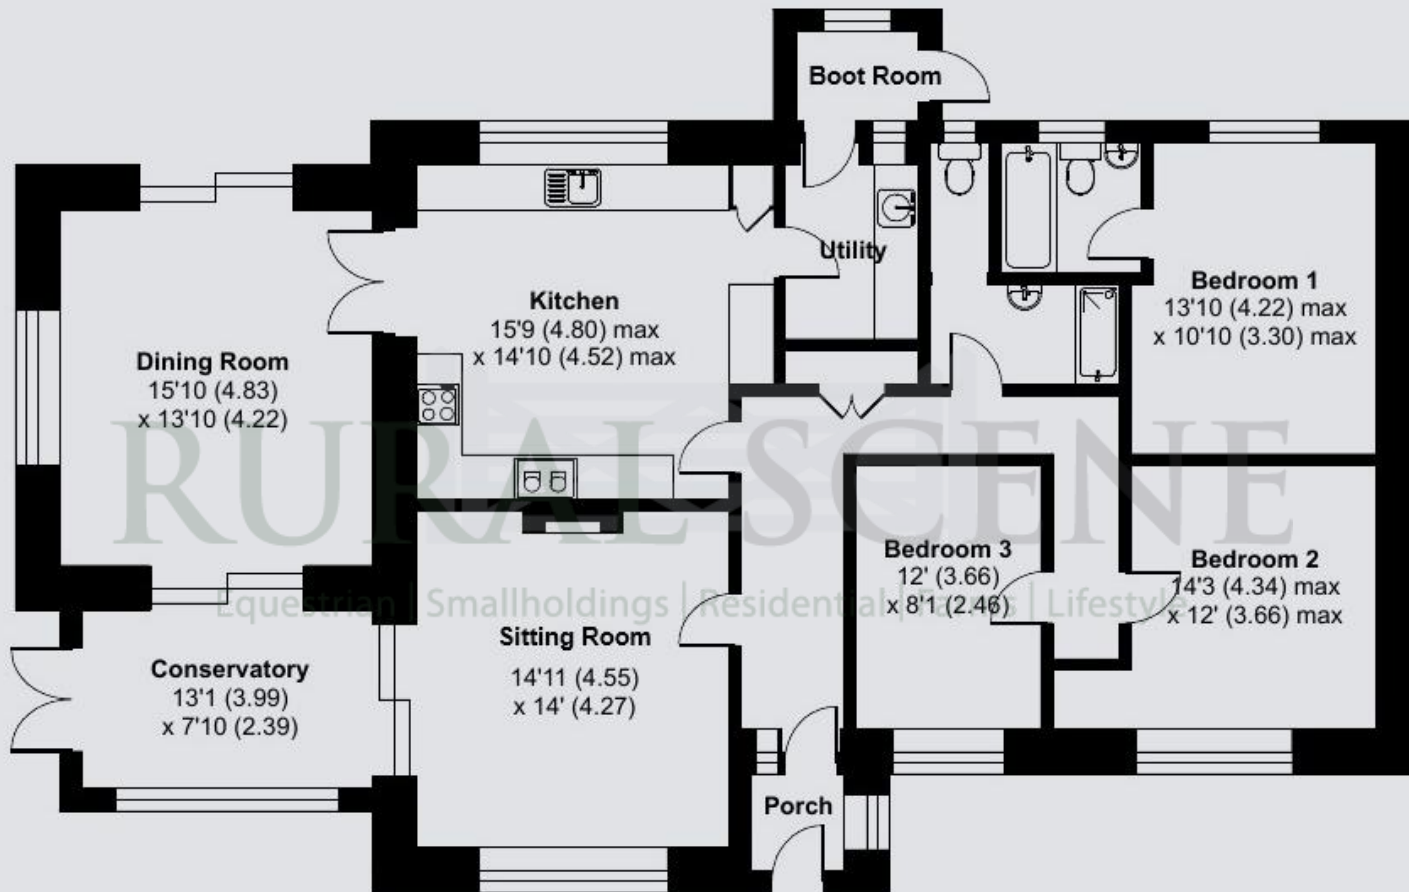 Boot Room
Utility
Kitchen
15'9 (4.80) max
x 14'10 (4.52) max
Bedroom 1
13'10 (4.22) max
x 10'10 (3.30) max
Dining Room
15'10 (4.83)
x 13'10 (4.22)
RURAL SCENE
Equestrian | Smallholdings | Residential | Farms | Lifestyle
Bedroom 3
12' (3.66)
x 8'1 (2.46)
Bedroom 2
14'3 (4.34) max
x 12' (3.66) max
Sitting Room
14'11 (4.55)
x 14' (4.27)
Conservatory
13'1 (3.99)
x 7'10 (2.39)
Porch